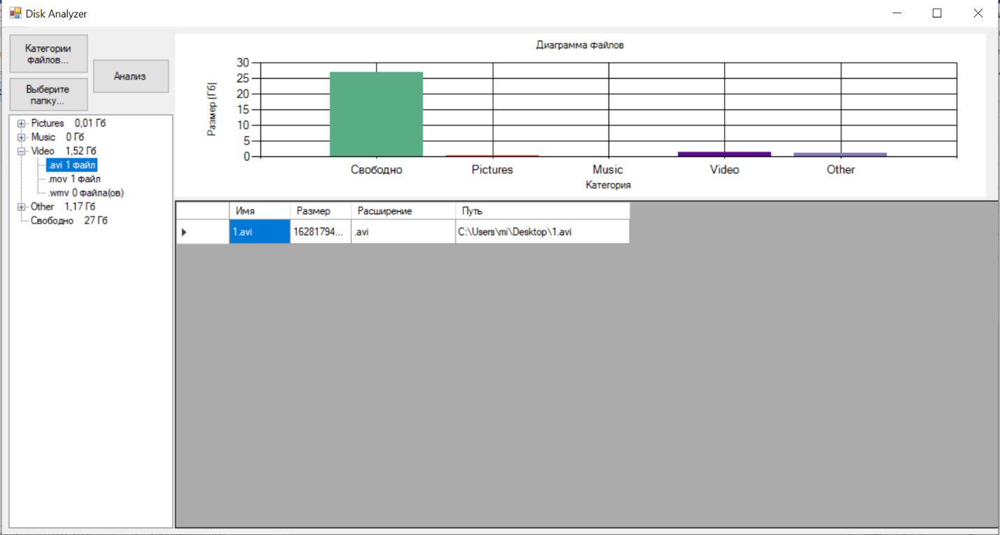 Disk Analyzer
Категории
файлов...
Анализ
Выберите
папку...
Pictures 0,01 Гб
Music 0 Гб
Video 1,52 Гб
.avi 1 файл
.mov 1 файл
.wmv 0 файла(ов)
Other 1,17 Гб
Свободно 27 Гб
Диаграмма файлов
Размер (Гб)
30
25
20
15
10
5
0
Свободно Pictures Music Video Other
Категория
Имя Размер Расширение Путь
1.avi 16281794... .avi C:\Users\mi\Desktop\1.avi